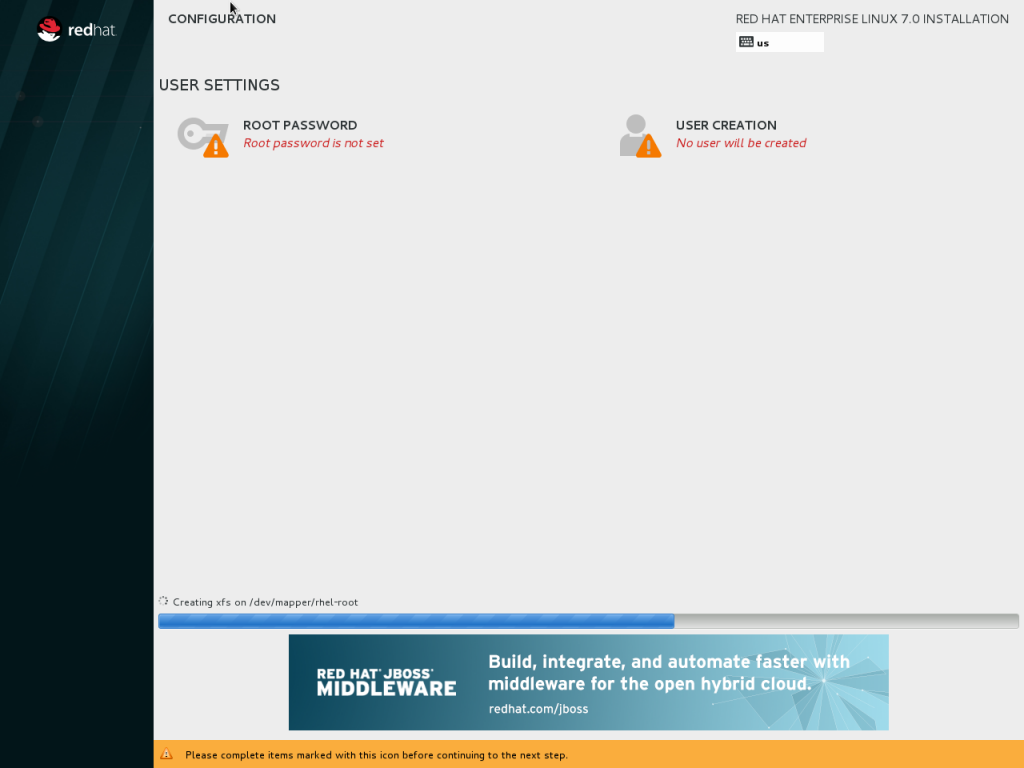 redhat.
CONFIGURATION
RED HAT ENTERPRISE LINUX 7.0 INSTALLATION
us
USER SETTINGS
ROOT PASSWORD
Root password is not set
USER CREATION
No user will be created
Creating xfs on /dev/mapper/rhel-root
RED HAT JBOSS
MIDDLEWARE
Build, integrate, and automate faster with
middleware for the open hybrid cloud.
redhat.com/jboss
Please complete items marked with this icon before continuing to the next step.